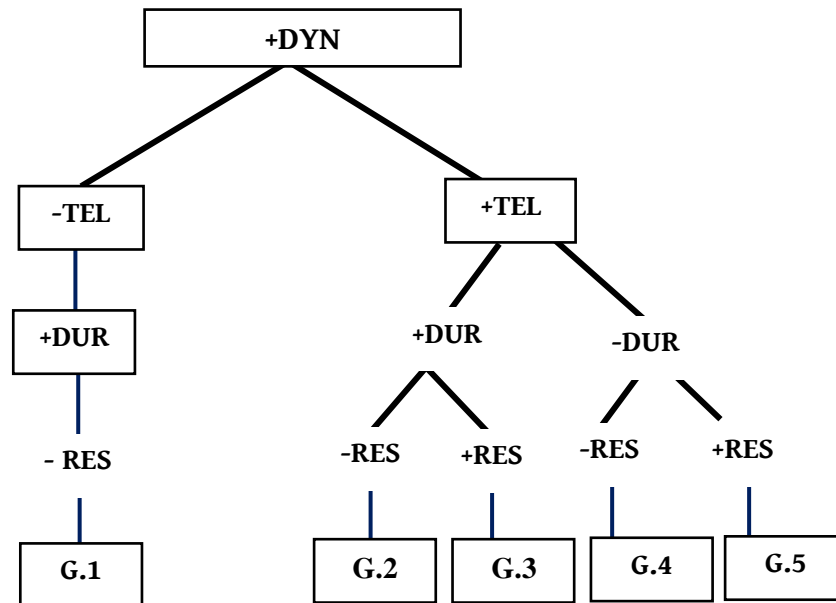 +DYN
-TEL
+TEL
+DUR
+DUR
-DUR
- RES
-RES
+RES
-RES
+RES
G.1
G.2
G.3
G.4
G.5